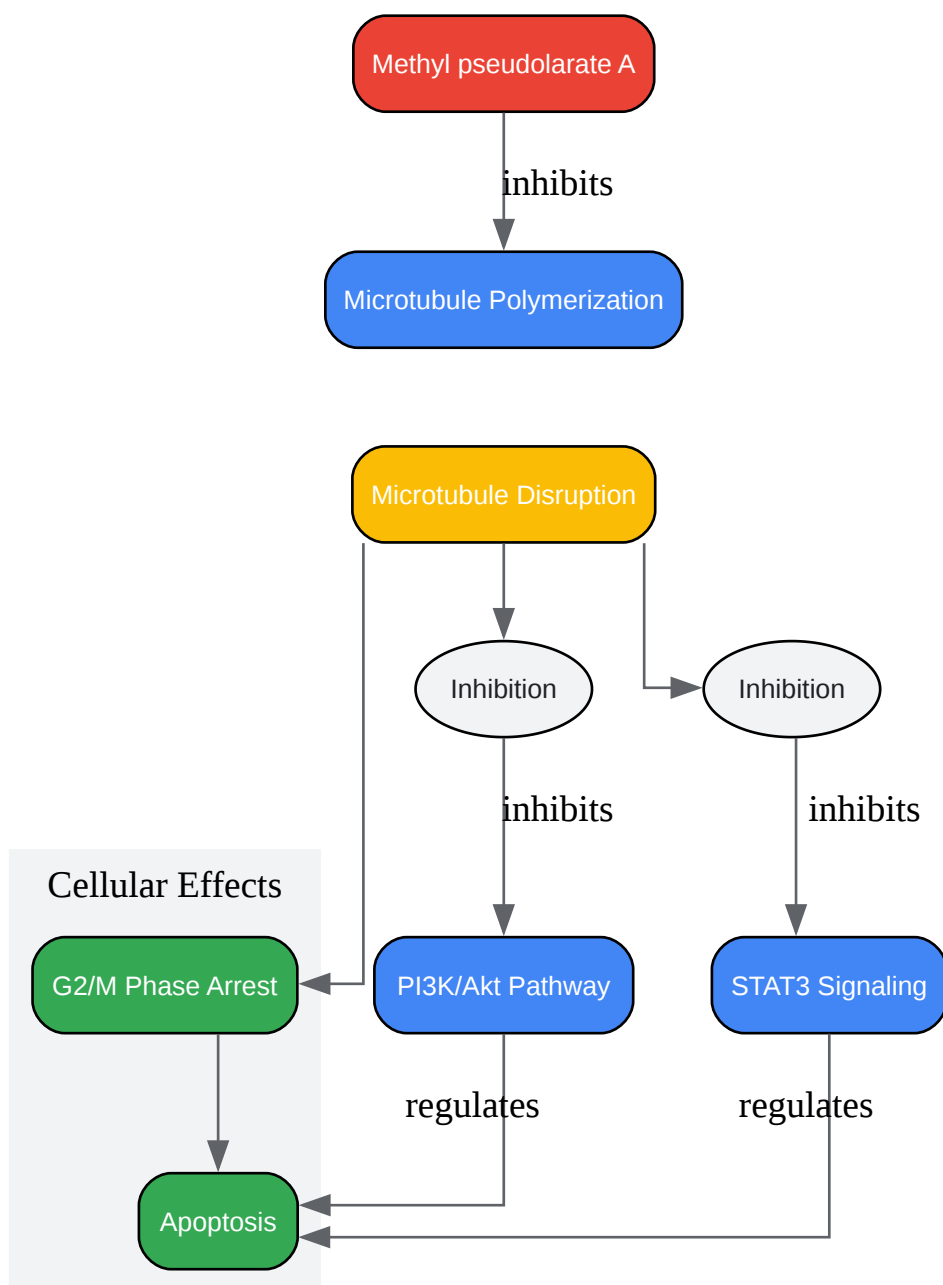 Methyl pseudolarate A
inhibits
Microtubule Polymerization
Microtubule Disruption
Inhibition
Inhibition
inhibits
inhibits
Cellular Effects
G2/M Phase Arrest
PI3K/Akt Pathway
STAT3 Signaling
regulates
regulates
Apoptosis